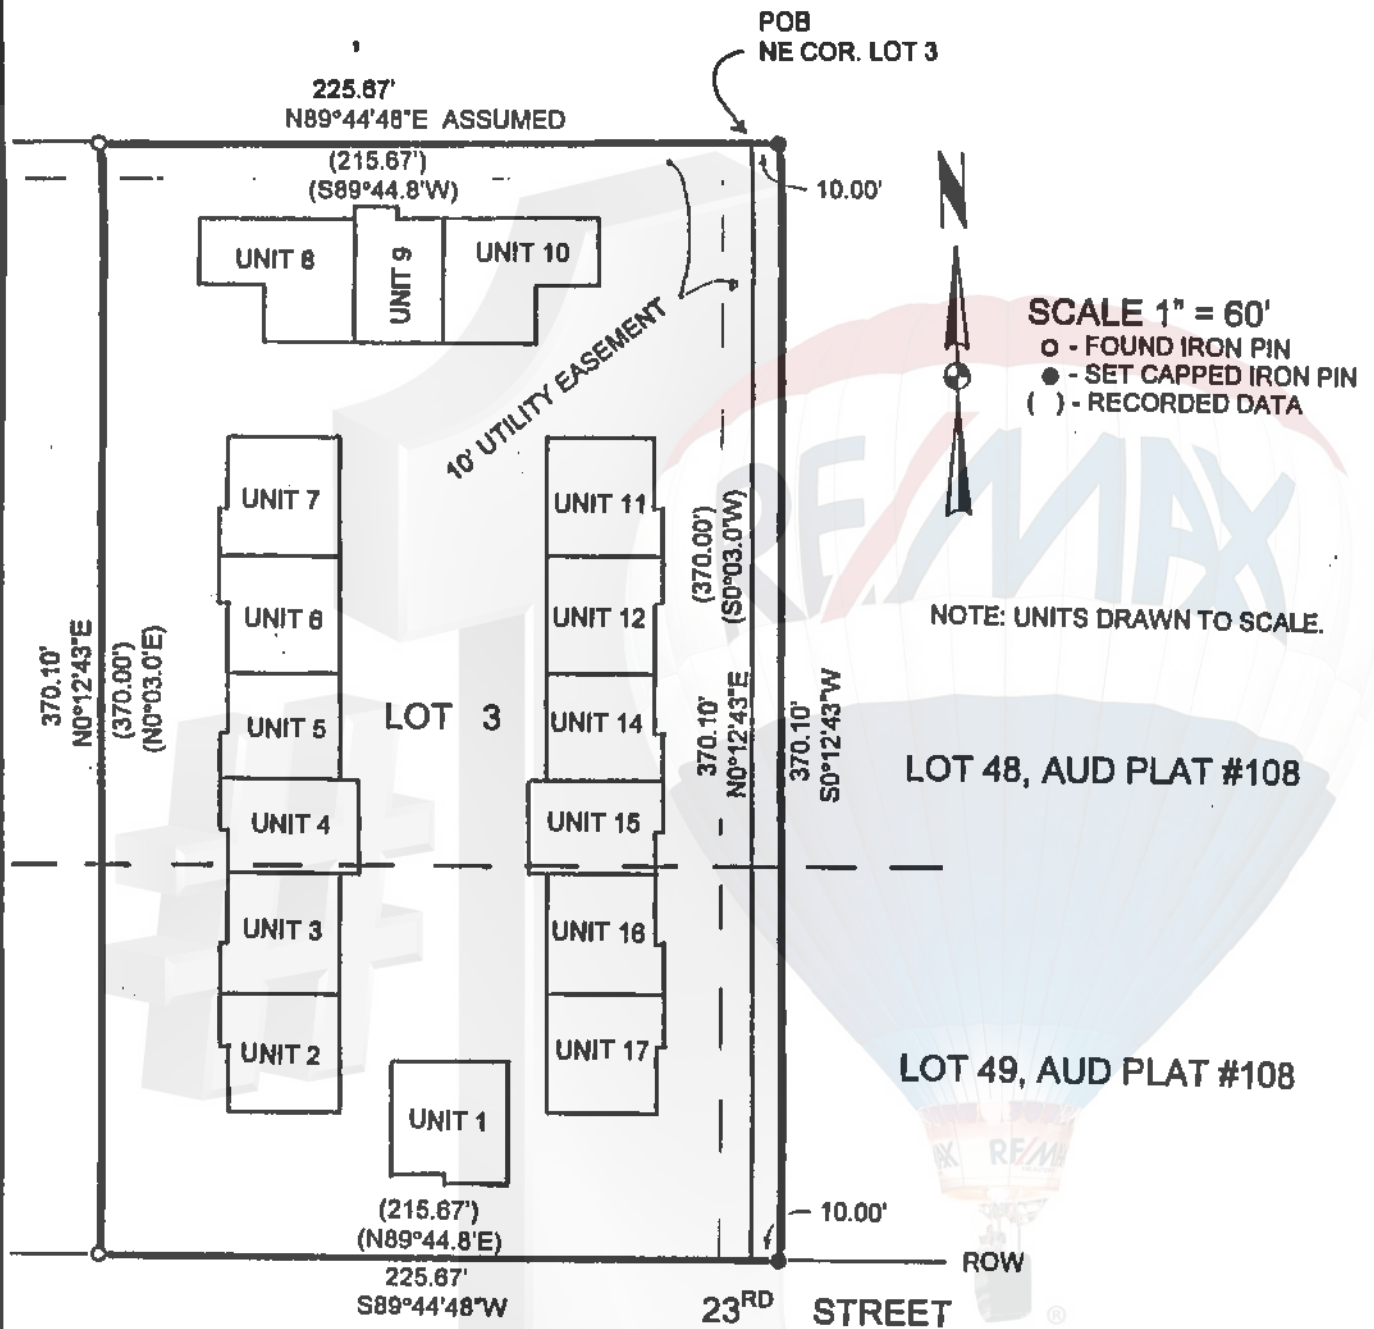 POB
NE COR. LOT 3
225.67'
N89°44'48"E ASSUMED
(215.67')
(S89°44.8'W)
10.00'
N
UNIT 8
UNIT 9
UNIT 10
10' UTILITY EASEMENT
SCALE 1" = 60'
o - FOUND IRON PIN
● - SET CAPPED IRON PIN
( ) - RECORDED DATA
RE/MAX
UNIT 7
UNIT 11
(370.00')
(S0°03.0'W)
UNIT 6
UNIT 12
NOTE: UNITS DRAWN TO SCALE.
370.10'
N0°12'43"E
(370.00')
(N0°03.0'E)
UNIT 5
LOT 3
UNIT 14
370.10'
N0°12'43"E
370.10'
S0°12'43"W
LOT 48, AUD PLAT #108
UNIT 4
UNIT 15
UNIT 3
UNIT 16
UNIT 2
UNIT 17
LOT 49, AUD PLAT #108
UNIT 1
RE/MAX
(215.67')
(N89°44.8'E)
10.00'
225.67'
S89°44'48"W
ROW
23RD STREET
®